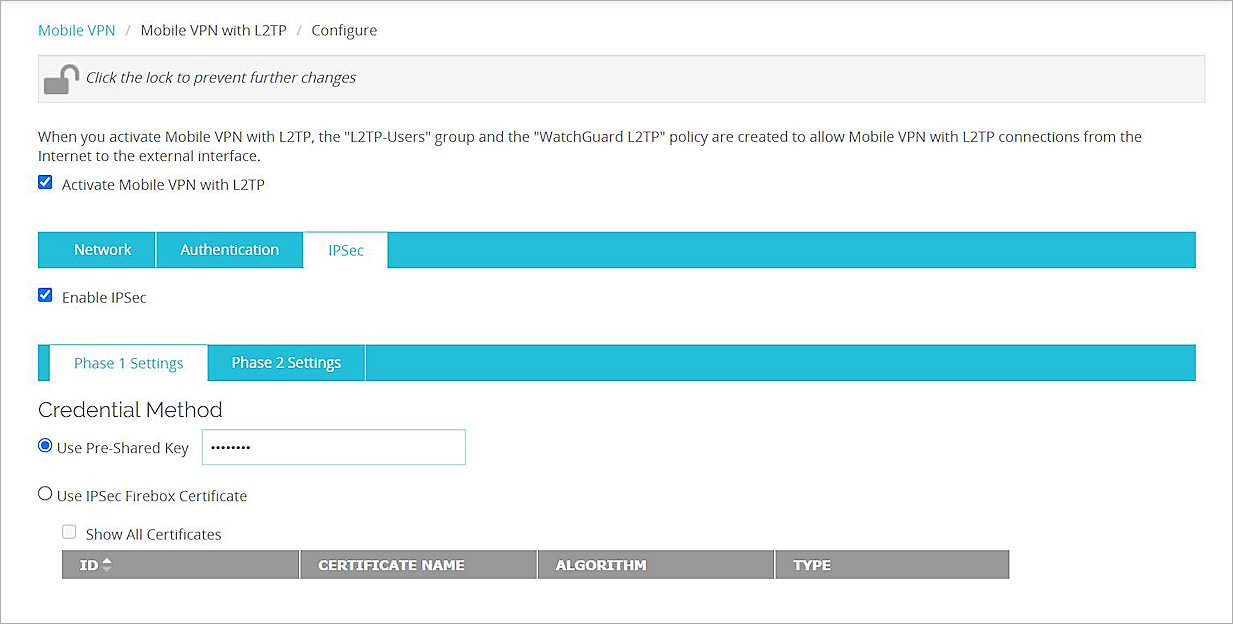 Mobile VPN / Mobile VPN with L2TP / Configure
Click the lock to prevent further changes
When you activate Mobile VPN with L2TP, the "L2TP-Users" group and the "WatchGuard L2TP" policy are created to allow Mobile VPN with L2TP connections from the
Internet to the external interface.
Activate Mobile VPN with L2TP
Network Authentication IPSec
Enable IPSec
Phase 1 Settings Phase 2 Settings
Credential Method
Use Pre-Shared Key ••••••••
Use IPSec Firebox Certificate
Show All Certificates
ID CERTIFICATE NAME ALGORITHM TYPE